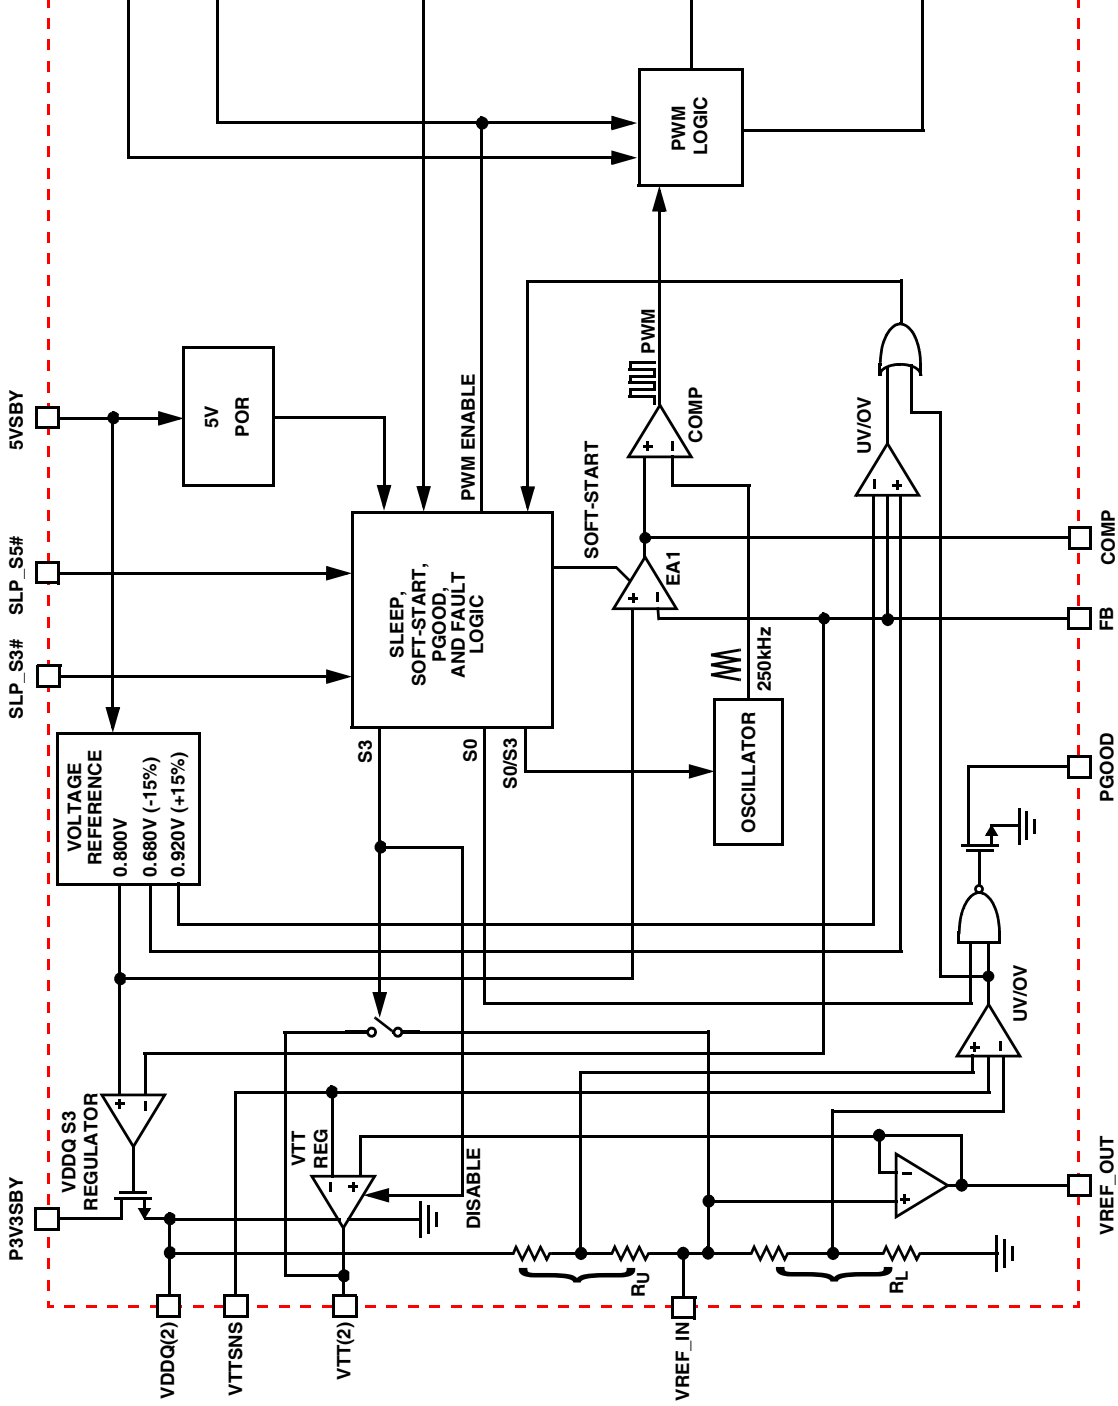 PWM
LOGIC
5VSBY
5V
POR
PWM ENABLE
PWM
COMP
UV/OV
SOFT-START
SLP_S5#
SLP_S3#
SLEEP,
SOFT-START,
PGOOD,
AND FAULT
LOGIC
+
−
EA1
+
−
−
+
COMP
FB
250kHz
OSCILLATOR
PGOOD
VOLTAGE
REFERENCE
0.800V
0.680V (-15%)
0.920V (+15%)
S3
S0
S0/S3
UV/OV
+
−
VDDQ S3
REGULATOR
+
−
VTT
REG
−
+
DISABLE
−
+
P3V3SBY
VREF_OUT
RU
RL
VDDQ(2)
VTTSNS
VTT(2)
VREF_IN